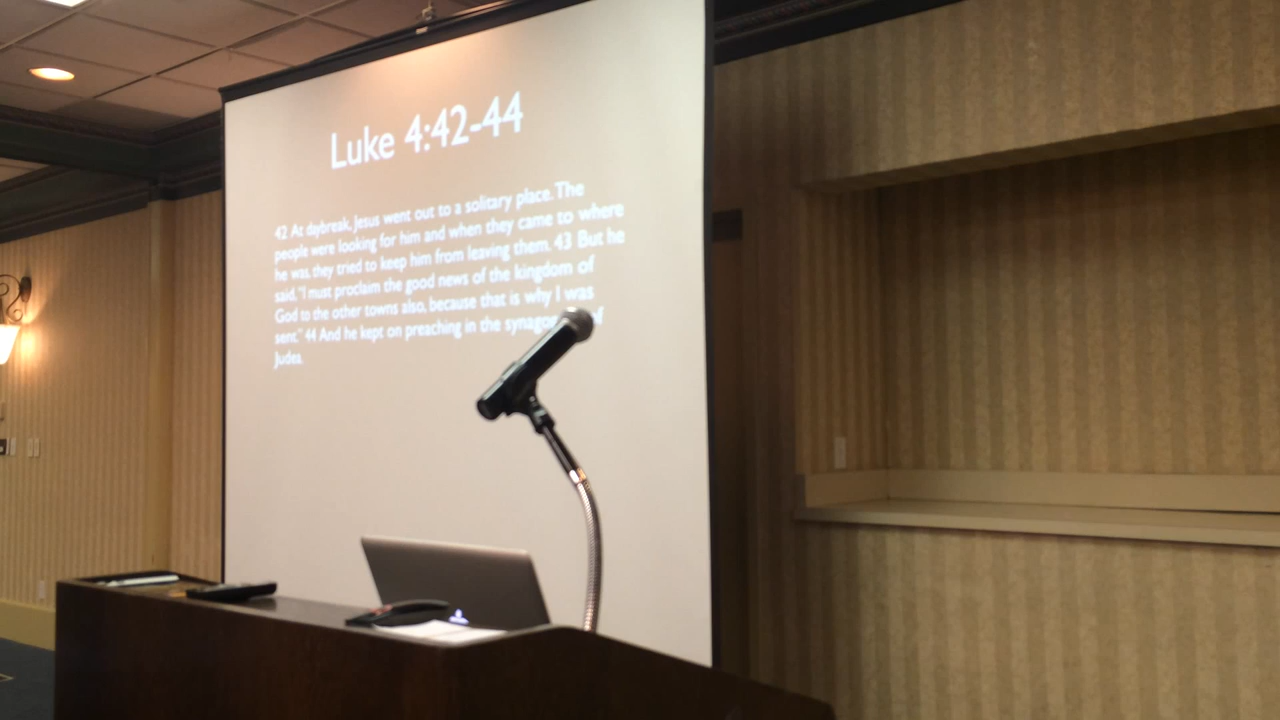 Luke 4:42-44
42 At daybreak, Jesus went out to a solitary place. The
people were looking for him and when they came to where
he was, they tried to keep him from leaving them. 43 But he
said, "I must proclaim the good news of the kingdom of
God to the other towns also, because that is why I was
sent." 44 And he kept on preaching in the of
Judea.